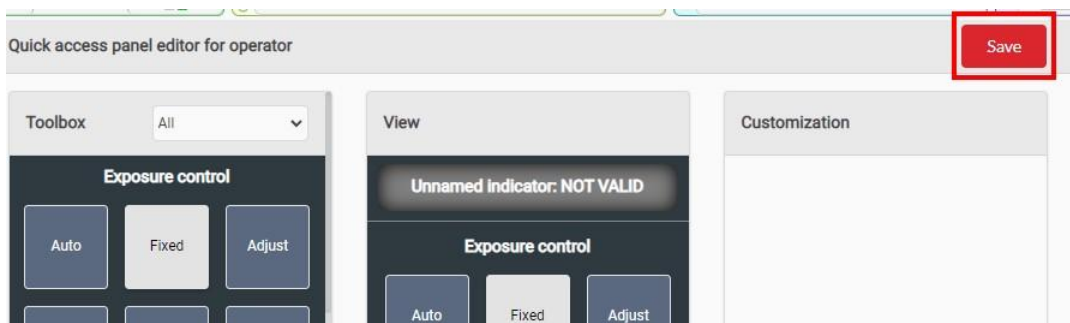 Quick access panel editor for operator
Save
Toolbox
All
Exposure control
Auto
Fixed
Adjust
View
Unnamed indicator: NOT VALID
Exposure control
Auto
Fixed
Adjust
Customization